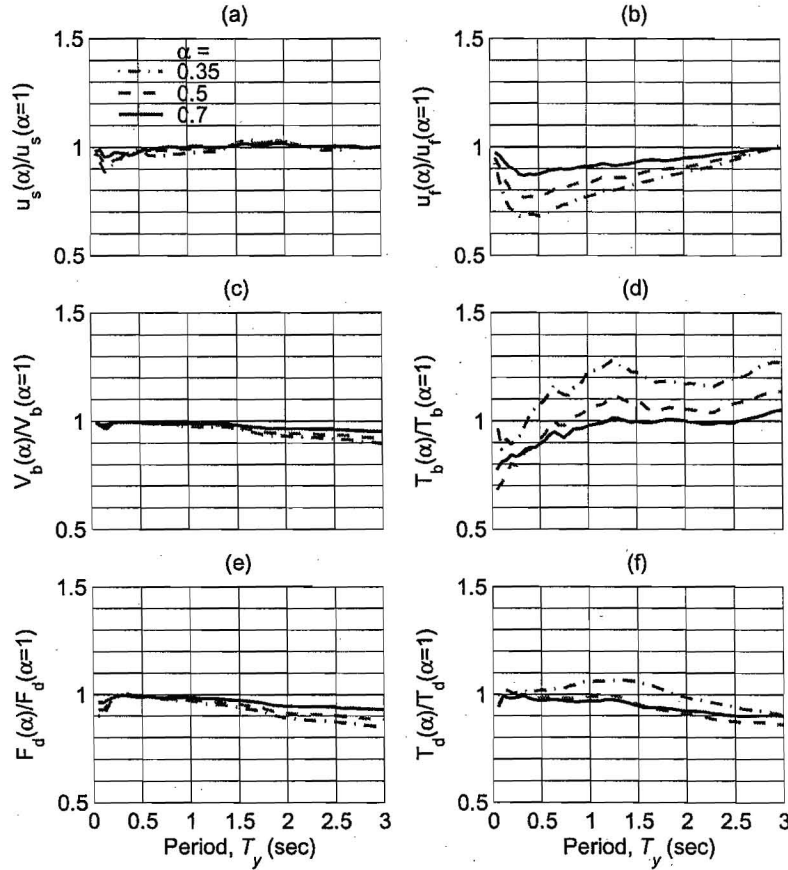 (a)
1.5
1
0.5
u_s(α)/u_s(α=1)
α =
0.35
0.5
0.7
(b)
1.5
1
0.5
u_f(α)/u_f(α=1)
(c)
1.5
1
0.5
V_b(α)/V_b(α=1)
(d)
1.5
1
0.5
T_b(α)/T_b(α=1)
(e)
1.5
1
0.5
F_d(α)/F_d(α=1)
0 0.5 1 1.5 2 2.5 3
Period, T_y (sec)
(f)
1.5
1
0.5
T_d(α)/T_d(α=1)
0 0.5 1 1.5 2 2.5 3
Period, T_y (sec)